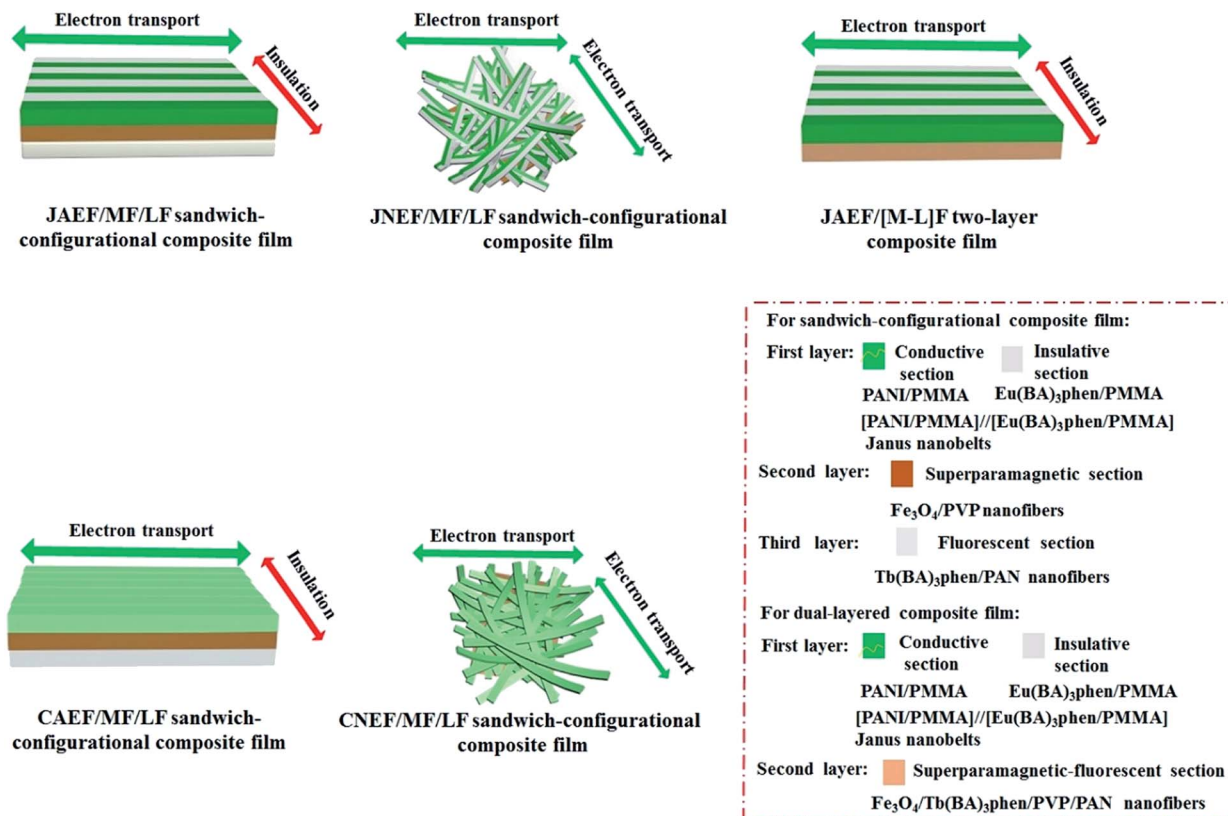 Electron transport
Insulation
JAEF/MF/LF sandwich-
configurational composite film
Electron transport
Electron transport
JNEF/MF/LF sandwich-configurational
composite film
Electron transport
Insulation
JAEF/[M-L]F two-layer
composite film
Electron transport
Insulation
CAEF/MF/LF sandwich-
configurational composite film
Electron transport
Electron transport
CNEF/MF/LF sandwich-configurational
composite film
For sandwich-configurational composite film:
First layer: Conductive section Insulative section
PANI/PMMA Eu(BA)₃phen/PMMA
[PANI/PMMA]//[Eu(BA)₃phen/PMMA]
Janus nanobelts
Second layer: Superparamagnetic section
Fe₃O₄/PVP nanofibers
Third layer: Fluorescent section
Tb(BA)₃phen/PAN nanofibers
For dual-layered composite film:
First layer: Conductive section Insulative section
PANI/PMMA Eu(BA)₃phen/PMMA
[PANI/PMMA]//[Eu(BA)₃phen/PMMA]
Janus nanobelts
Second layer: Superparamagnetic-fluorescent section
Fe₃O₄/Tb(BA)₃phen/PVP/PAN nanofibers